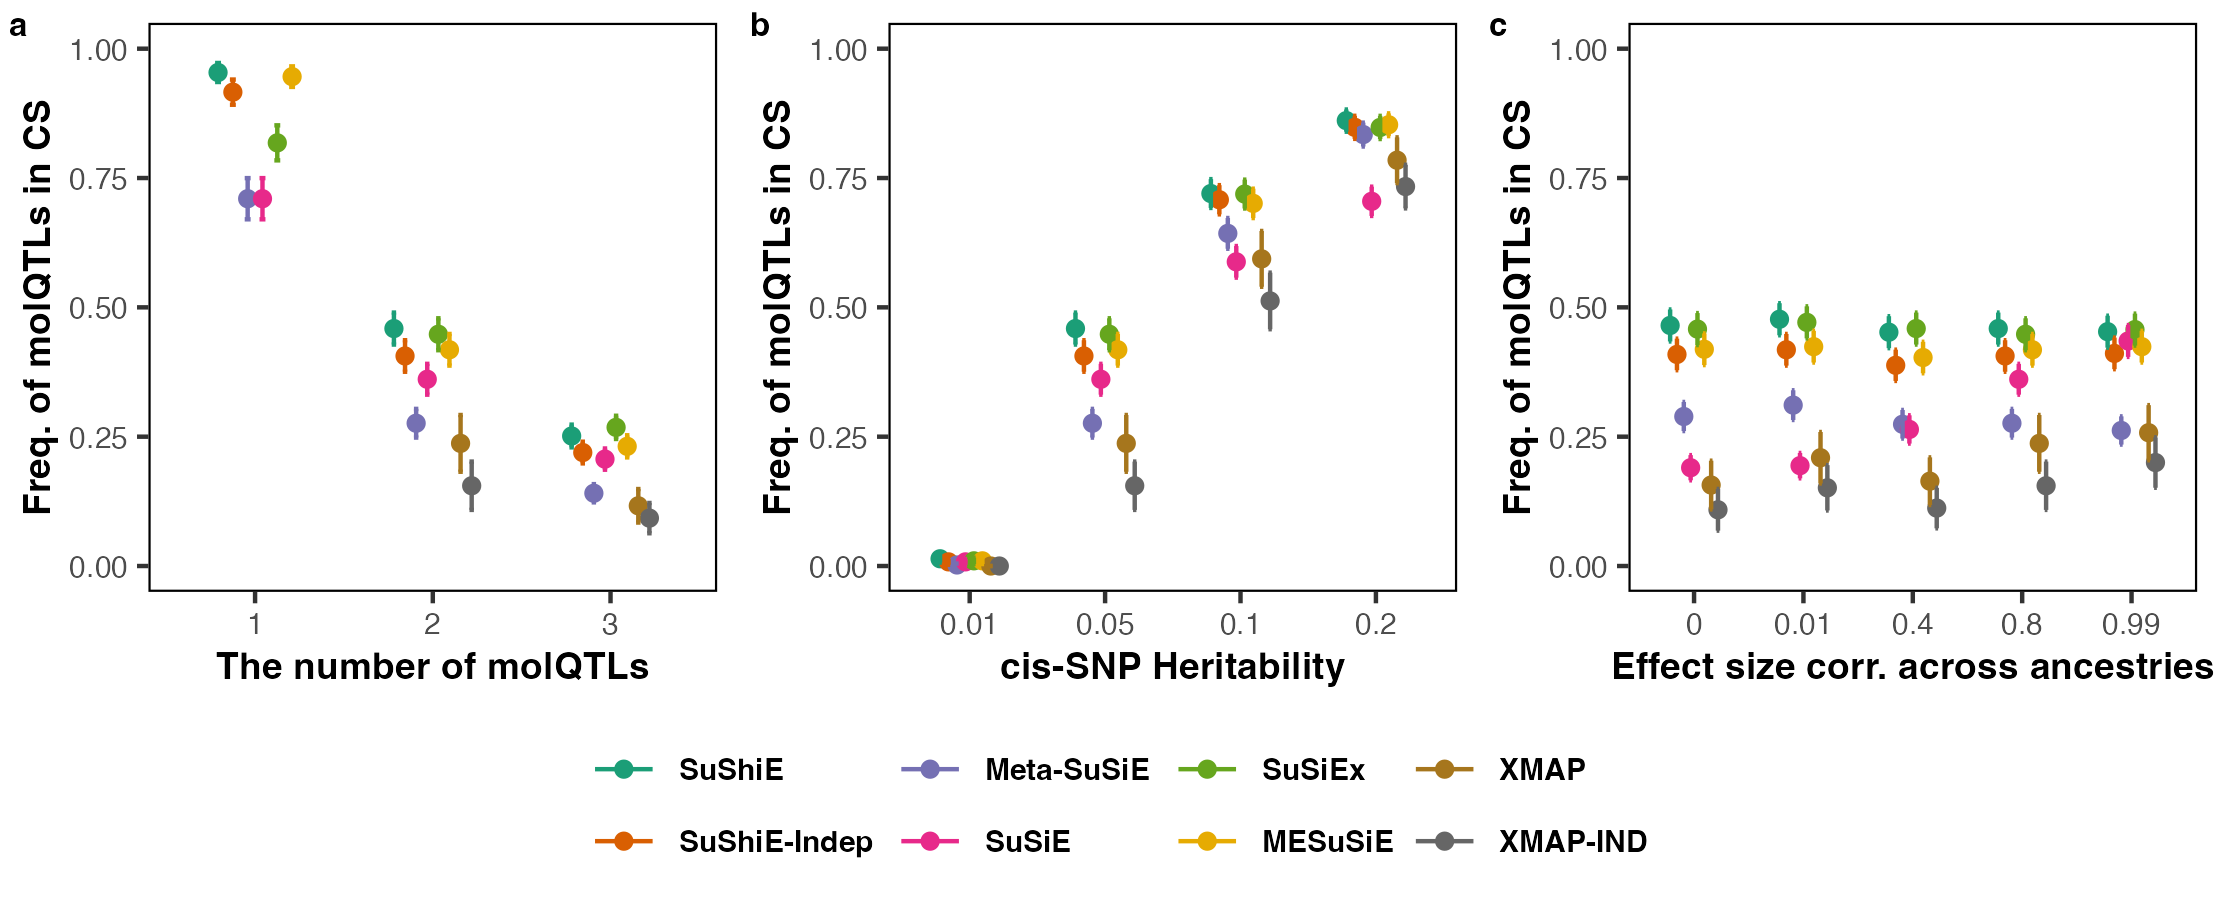 a
Freq. of molQTLs in CS
1.00
0.75
0.50
0.25
0.00
1 2 3
The number of molQTLs
b
Freq. of molQTLs in CS
1.00
0.75
0.50
0.25
0.00
0.01 0.05 0.1 0.2
cis-SNP Heritability
c
Freq. of molQTLs in CS
1.00
0.75
0.50
0.25
0.00
0 0.01 0.4 0.8 0.99
Effect size corr. across ancestries
SuShiE Meta-SuSiE SuSiEx XMAP
SuShiE-Indep SuSiE MESuSiE XMAP-IND